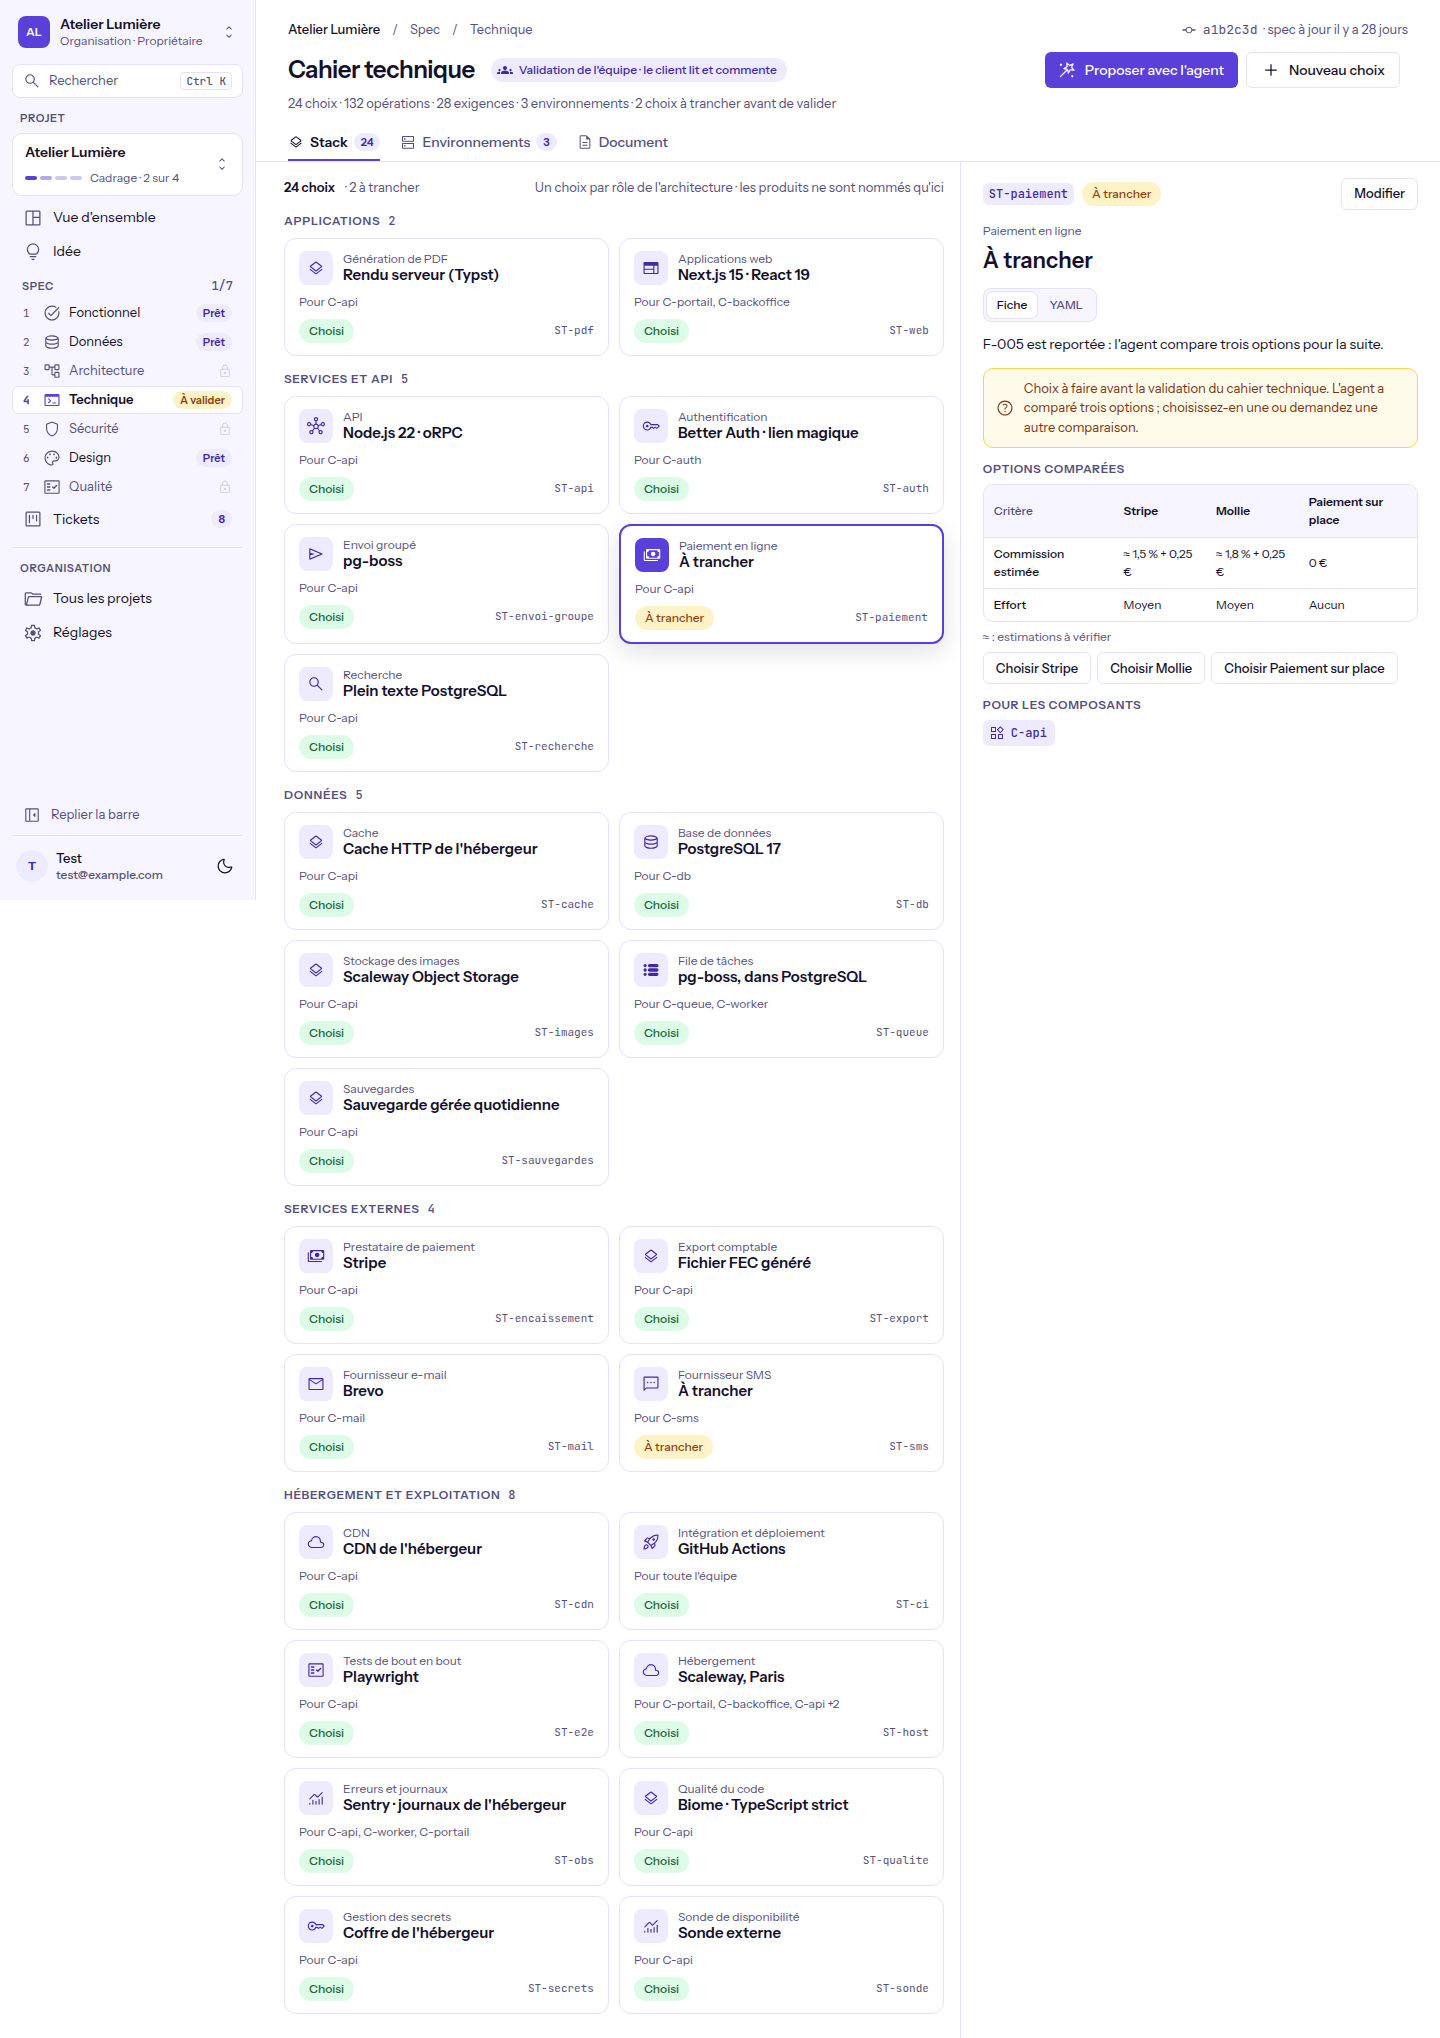 AL
Atelier Lumière
Organisation · Propriétaire
Rechercher
Ctrl K
PROJET
Atelier Lumière
Cadrage · 2 sur 4
Vue d'ensemble
Idée
SPEC 1/7
1 Fonctionnel Prêt
2 Données Prêt
3 Architecture
4 Technique À valider
5 Sécurité
6 Design Prêt
7 Qualité
Tickets 8
ORGANISATION
Tous les projets
Réglages
Replier la barre
T
Test
test@example.com
Atelier Lumière / Spec / Technique
a1b2c3d · spec à jour il y a 28 jours
Cahier technique
Validation de l'équipe · le client lit et commente
Proposer avec l'agent
Nouveau choix
24 choix · 132 opérations · 28 exigences · 3 environnements · 2 choix à trancher avant de valider
Stack 24
Environnements 3
Document
24 choix · 2 à trancher
Un choix par rôle de l'architecture · les produits ne sont nommés qu'ici
APPLICATIONS 2
Génération de PDF
Rendu serveur (Typst)
Pour C-api
Choisi ST-pdf
Applications web
Next.js 15 · React 19
Pour C-portail, C-backoffice
Choisi ST-web
SERVICES ET API 5
API
Node.js 22 · oRPC
Pour C-api
Choisi ST-api
Authentification
Better Auth · lien magique
Pour C-auth
Choisi ST-auth
Envoi groupé
pg-boss
Pour C-api
Choisi ST-envoi-groupe
Paiement en ligne
À trancher
Pour C-api
À trancher ST-paiement
Recherche
Plein texte PostgreSQL
Pour C-api
Choisi ST-recherche
DONNÉES 5
Cache
Cache HTTP de l'hébergeur
Pour C-api
Choisi ST-cache
Base de données
PostgreSQL 17
Pour C-db
Choisi ST-db
Stockage des images
Scaleway Object Storage
Pour C-api
Choisi ST-images
File de tâches
pg-boss, dans PostgreSQL
Pour C-queue, C-worker
Choisi ST-queue
Sauvegardes
Sauvegarde gérée quotidienne
Pour C-api
Choisi ST-sauvegardes
SERVICES EXTERNES 4
Prestataire de paiement
Stripe
Pour C-api
Choisi ST-encaissement
Export comptable
Fichier FEC généré
Pour C-api
Choisi ST-export
Fournisseur e-mail
Brevo
Pour C-mail
Choisi ST-mail
Fournisseur SMS
À trancher
Pour C-sms
À trancher ST-sms
HÉBERGEMENT ET EXPLOITATION 8
CDN
CDN de l'hébergeur
Pour C-api
Choisi ST-cdn
Intégration et déploiement
GitHub Actions
Pour toute l'équipe
Choisi ST-ci
Tests de bout en bout
Playwright
Pour C-api
Choisi ST-e2e
Hébergement
Scaleway, Paris
Pour C-portail, C-backoffice, C-api +2
Choisi ST-host
Erreurs et journaux
Sentry · journaux de l'hébergeur
Pour C-api, C-worker, C-portail
Choisi ST-obs
Qualité du code
Biome · TypeScript strict
Pour C-api
Choisi ST-qualite
Gestion des secrets
Coffre de l'hébergeur
Pour C-api
Choisi ST-secrets
Sonde de disponibilité
Sonde externe
Pour C-api
Choisi ST-sonde
ST-paiement À trancher
Modifier
Paiement en ligne
À trancher
Fiche YAML
F-005 est reportée : l'agent compare trois options pour la suite.
Choix à faire avant la validation du cahier technique. L'agent a
comparé trois options ; choisissez-en une ou demandez une
autre comparaison.
OPTIONS COMPARÉES
Critère Stripe Mollie Paiement sur place
Commission estimée ≈ 1,5 % + 0,25 € ≈ 1,8 % + 0,25 € 0 €
Effort Moyen Moyen Aucun
≈ : estimations à vérifier
Choisir Stripe
Choisir Mollie
Choisir Paiement sur place
POUR LES COMPOSANTS
C-api